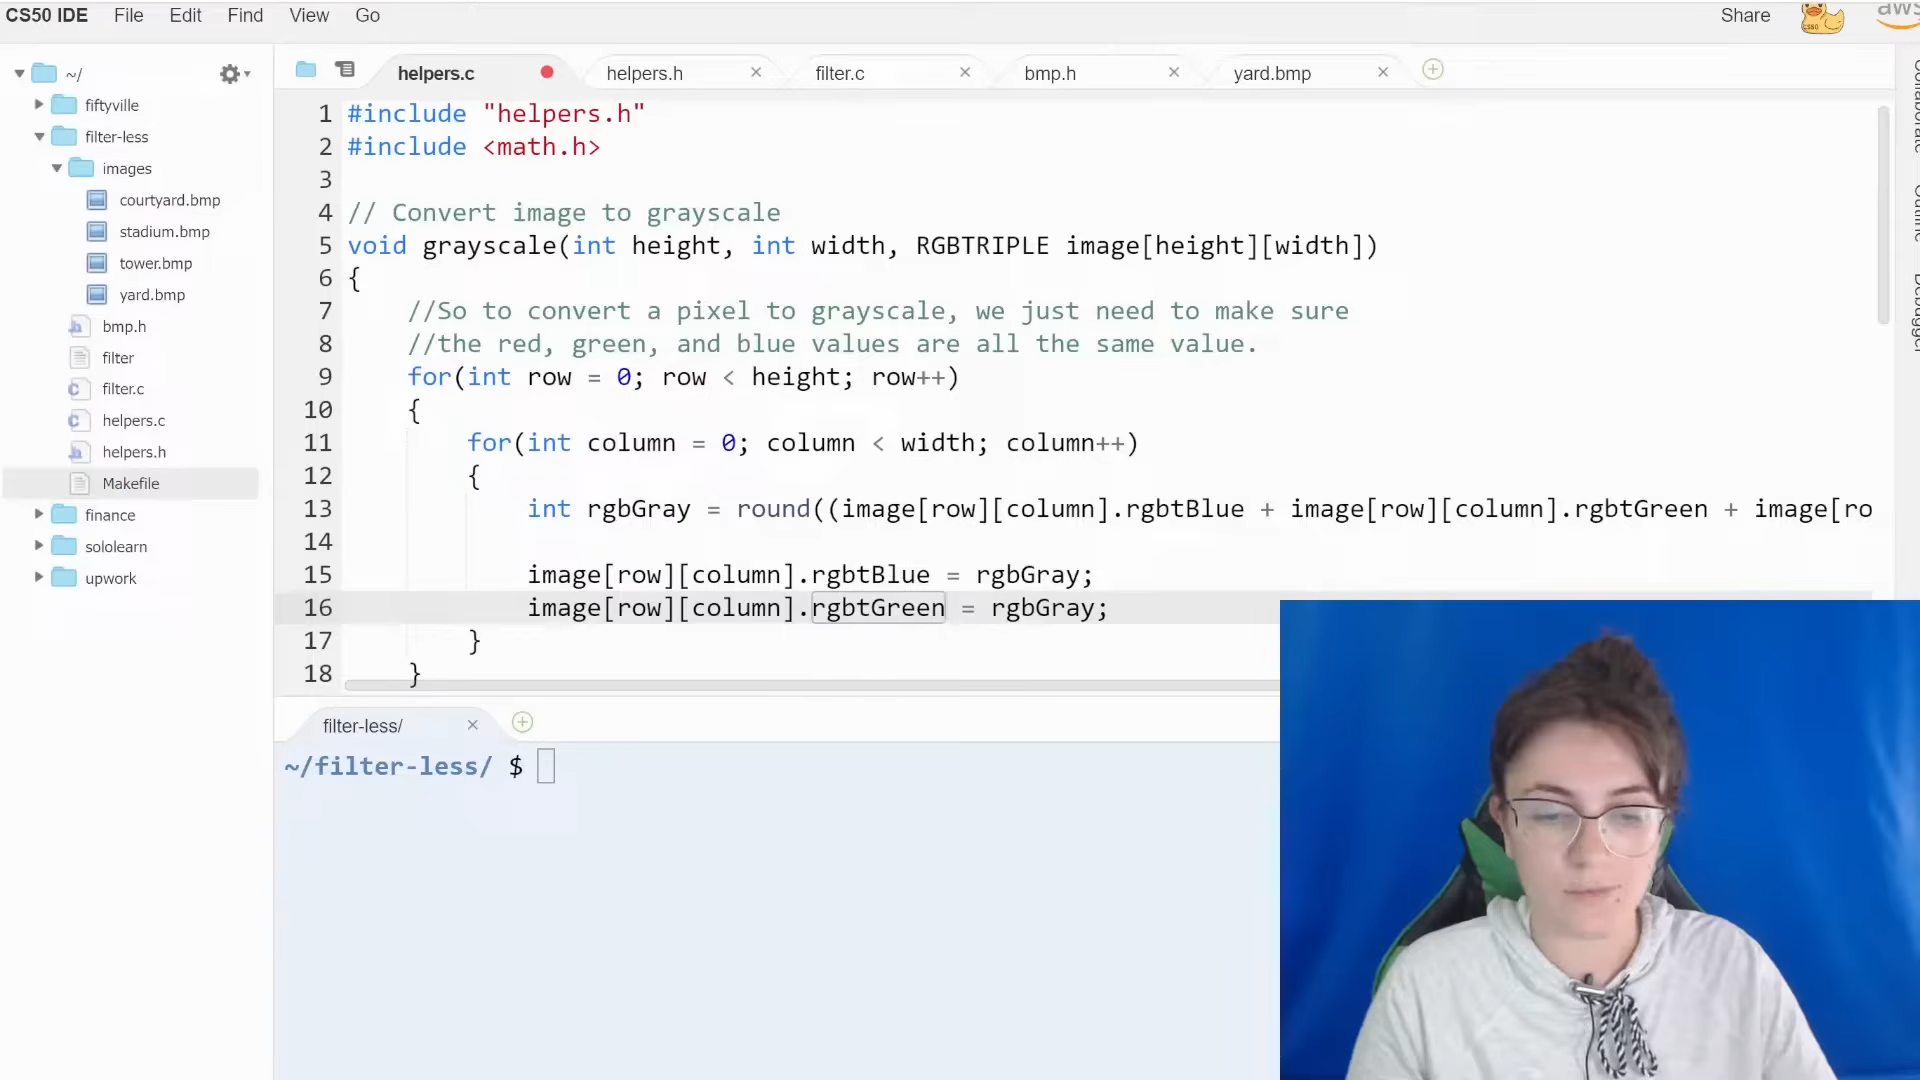 CS50 IDE File Edit Find View Go Share
~/
fiftyville
filter-less
images
courtyard.bmp
stadium.bmp
tower.bmp
yard.bmp
bmp.h
filter
filter.c
helpers.c
helpers.h
Makefile
finance
sololearn
upwork
helpers.c helpers.h filter.c bmp.h yard.bmp
1 #include "helpers.h"
2 #include <math.h>
3
4 // Convert image to grayscale
5 void grayscale(int height, int width, RGBTRIPLE image[height][width])
6 {
7 //So to convert a pixel to grayscale, we just need to make sure
8 //the red, green, and blue values are all the same value.
9 for(int row = 0; row < height; row++)
10 {
11 for(int column = 0; column < width; column++)
12 {
13 int rgbGray = round((image[row][column].rgbtBlue + image[row][column].rgbtGreen + image[ro
14
15 image[row][column].rgbtBlue = rgbGray;
16 image[row][column].rgbtGreen = rgbGray;
17 }
18 }
filter-less/
~/filter-less/ $